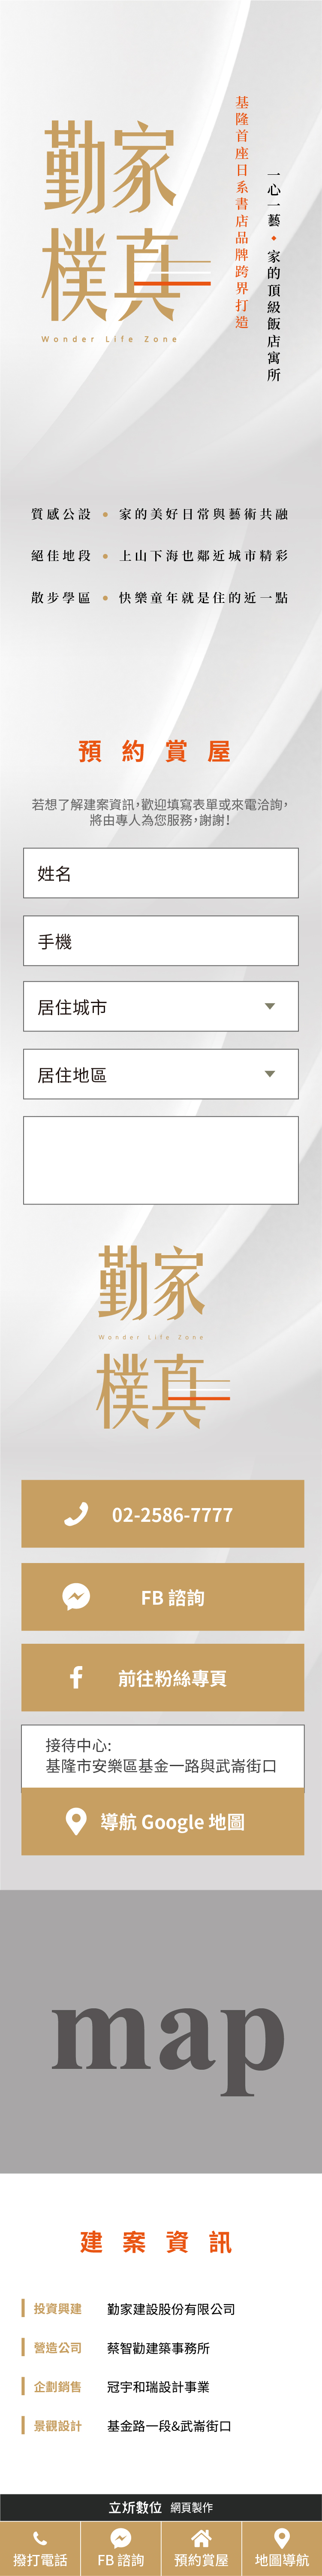 勤家
樸真
Wonder Life Zone
一心一藝 • 家的頂級飯店寓所
基隆首座日系書店品牌跨界打造
質感公設 • 家的美好日常與藝術共融
絕佳地段 • 上山下海也鄰近城市精彩
散步學區 • 快樂童年就是住的近一點
預約賞屋
若想了解建案資訊，歡迎填寫表單或來電洽詢，
將由專人為您服務，謝謝！
姓名
手機
居住城市
居住地區
勤家
Wonder Life Zone
樸真
02-2586-7777
FB 諮詢
前往粉絲專頁
接待中心:
基隆市安樂區基金一路與武崙街口
導航 Google 地圖
map
建案資訊
投資興建 勤家建設股份有限公司
營造公司 蔡智勸建築事務所
企劃銷售 冠宇和瑞設計事業
景觀設計 基金路一段&武崙街口
立炘數位 網頁製作
撥打電話 FB 諮詢 預約賞屋 地圖導航